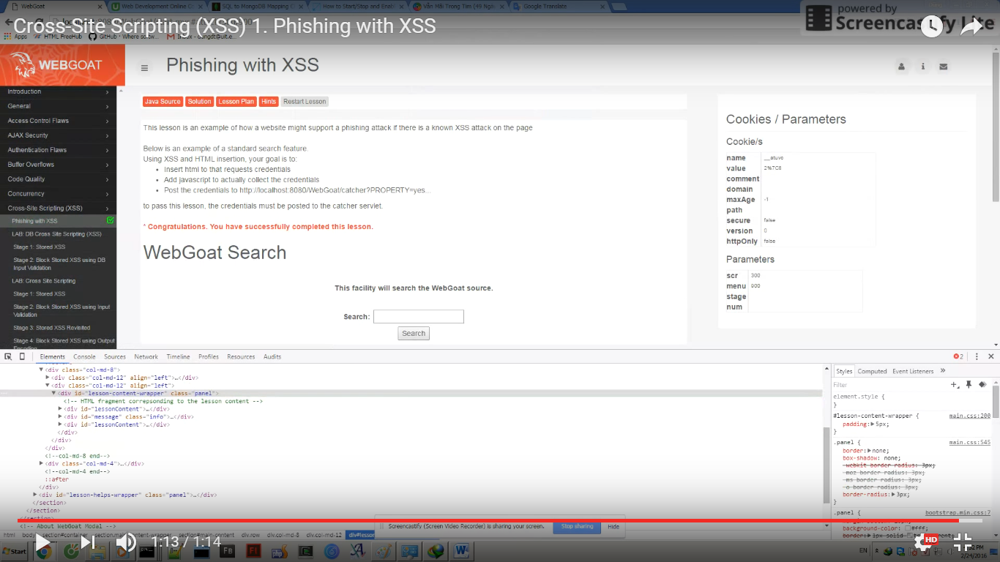 WebGoat
Web Development Online Co
SQL to MongoDB Mapping C
How to Start/Stop and Enabl
Văn Mãi Trong Tim (49 Ngày
Google Translate
Cross-Site Scripting (XSS) 1. Phishing with XSS
powered by
Screencastify Lite
Apps
HTML FreeHub
GitHub · Where softw...
WEBGOAT
Phishing with XSS
Introduction
General
Access Control Flaws
AJAX Security
Authentication Flaws
Buffer Overflows
Code Quality
Concurrency
Cross-Site Scripting (XSS)
Phishing with XSS
LAB: DB Cross Site Scripting (XSS)
Stage 1: Stored XSS
Stage 2: Block Stored XSS using DB
Input Validation
LAB: Cross Site Scripting
Stage 1: Stored XSS
Stage 2: Block Stored XSS using Input
Validation
Stage 3: Stored XSS Revisited
Stage 4: Block Stored XSS using Output
Encoding
Java Source Solution Lesson Plan Hints Restart Lesson
This lesson is an example of how a website might support a phishing attack if there is a known XSS attack on the page
Below is an example of a standard search feature.
Using XSS and HTML insertion, your goal is to:
• Insert html to that requests credentials
• Add javascript to actually collect the credentials
• Post the credentials to http://localhost:8080/WebGoat/catcher?PROPERTY=yes...
to pass this lesson, the credentials must be posted to the catcher servlet.
* Congratulations. You have successfully completed this lesson.
WebGoat Search
This facility will search the WebGoat source.
Search:
Search
Cookies / Parameters
Cookie/s
name __atuvc
value 2%7C8
comment
domain
maxAge -1
path
secure false
version 0
httpOnly false
Parameters
scr 300
menu 900
stage
num
Elements Console Sources Network Timeline Profiles Resources Audits
2
▼<div class="col-md-8">
▶<div class="col-md-12" align="left">…</div>
▼<div class="col-md-12" align="left">
▼<div id="lesson-content-wrapper" class="panel">
<!-- HTML fragment correpsonding to the lesson content -->
▶<div id="lessonContent">…</div>
▶<div id="message" class="info">…</div>
▶<div id="lessonContent">…</div>
</div>
</div>
</div>
<!--col-md-8 end-->
▶<div class="col-md-4">…</div>
<!--col-md-4 end-->
::after
</div>
▶<div id="lesson-helps-wrapper" class="panel">…</div>
</section>
</section>
</section>
<!-- About WebGoat Modal -->
Styles Computed Event Listeners »
Filter
element.style {
}
#lesson-content-wrapper { main.css:200
padding:▶5px;
}
.panel { main.css:545
border:▶none;
box-shadow: none;
-webkit-border-radius: 3px;
-moz-border-radius: 3px;
-ms-border-radius: 3px;
-o-border-radius: 3px;
border-radius:▶3px;
}
.panel { bootstrap.min.css:7
background-color: #fff;
border:▶1px solid transparent;
Screencastify (Screen Video Recorder) is sharing your screen.
Stop sharing
Hide
html body section#container section.main-content-wrapper section#main-content div.row div.col-md-8 div.col-md-12 div#lesson
Start
1:13 / 1:14
FB
EN
HD
2/24/2016